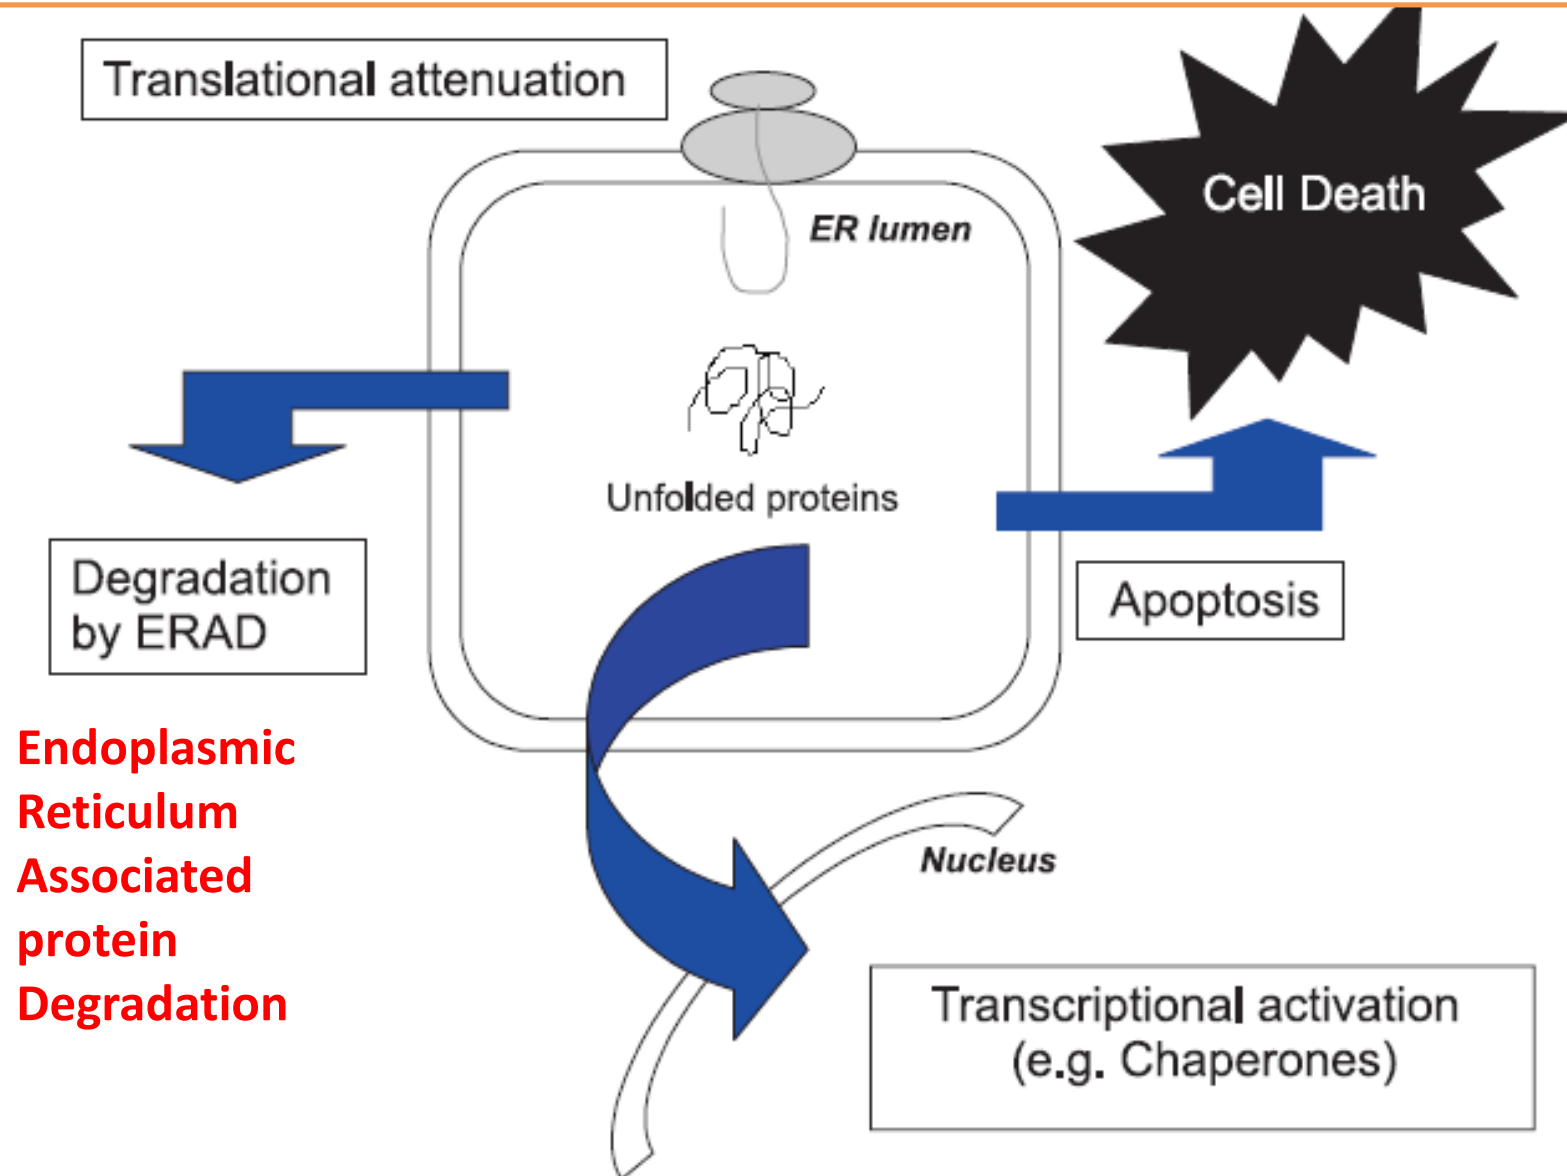 Translational attenuation
Cell Death
ER lumen
Unfolded proteins
Degradation
by ERAD
Apoptosis
Endoplasmic
Reticulum
Associated
protein
Degradation
Nucleus
Transcriptional activation
(e.g. Chaperones)